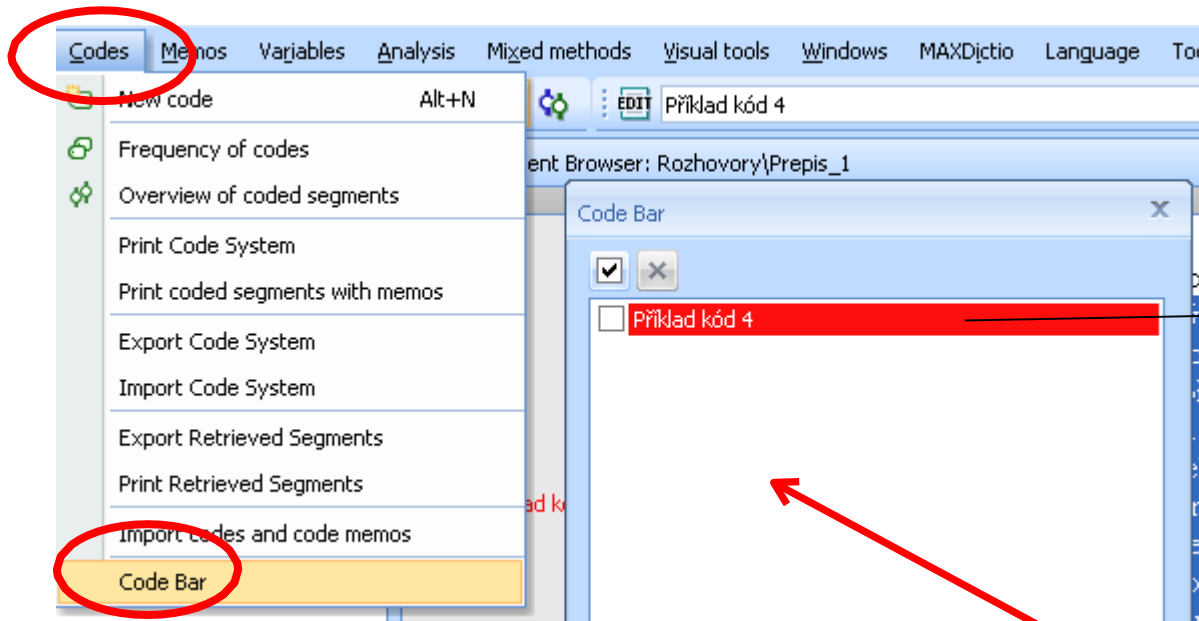 Codes Memos Variables Analysis Mixed methods Visual tools Windows MAXDictio Language
New code Alt+N
EDIT Příklad kód 4
Frequency of codes
Browser: Rozhovory\Prepis_1
Overview of coded segments
Code Bar
Print Code System
Print coded segments with memos
Příklad kód 4
Export Code System
Import Code System
Export Retrieved Segments
Print Retrieved Segments
Import codes and code memos
Code Bar